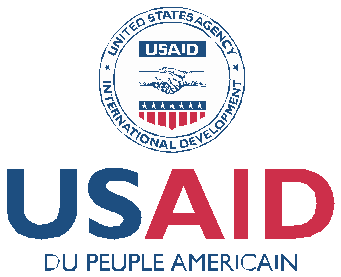 UNITED STATES AGENCY
USAID
INTERNATIONAL DEVELOPMENT
USAID
DU PEUPLE AMERICAIN